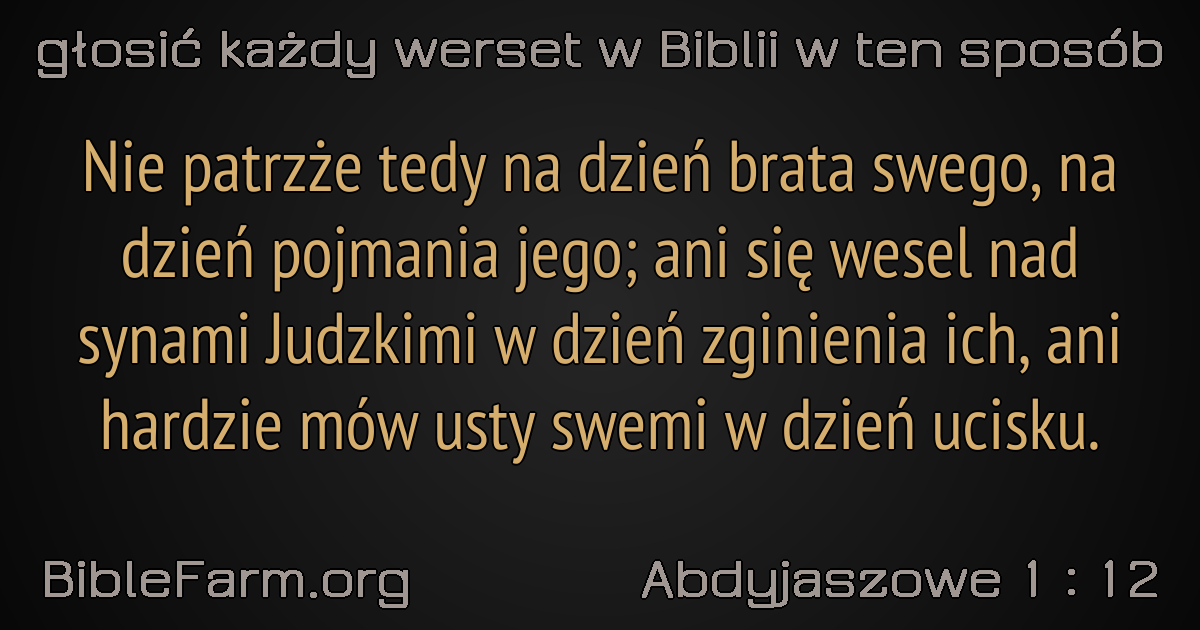 głosić każdy werset w Biblii w ten sposób
Nie patrzże tedy na dzień brata swego, na
dzień pojmania jego; ani się wesel nad
synami Judzkimi w dzień zginienia ich, ani
hardzie mów usty swemi w dzień ucisku.
BibleFarm.org
Abdyjaszowe 1 : 12